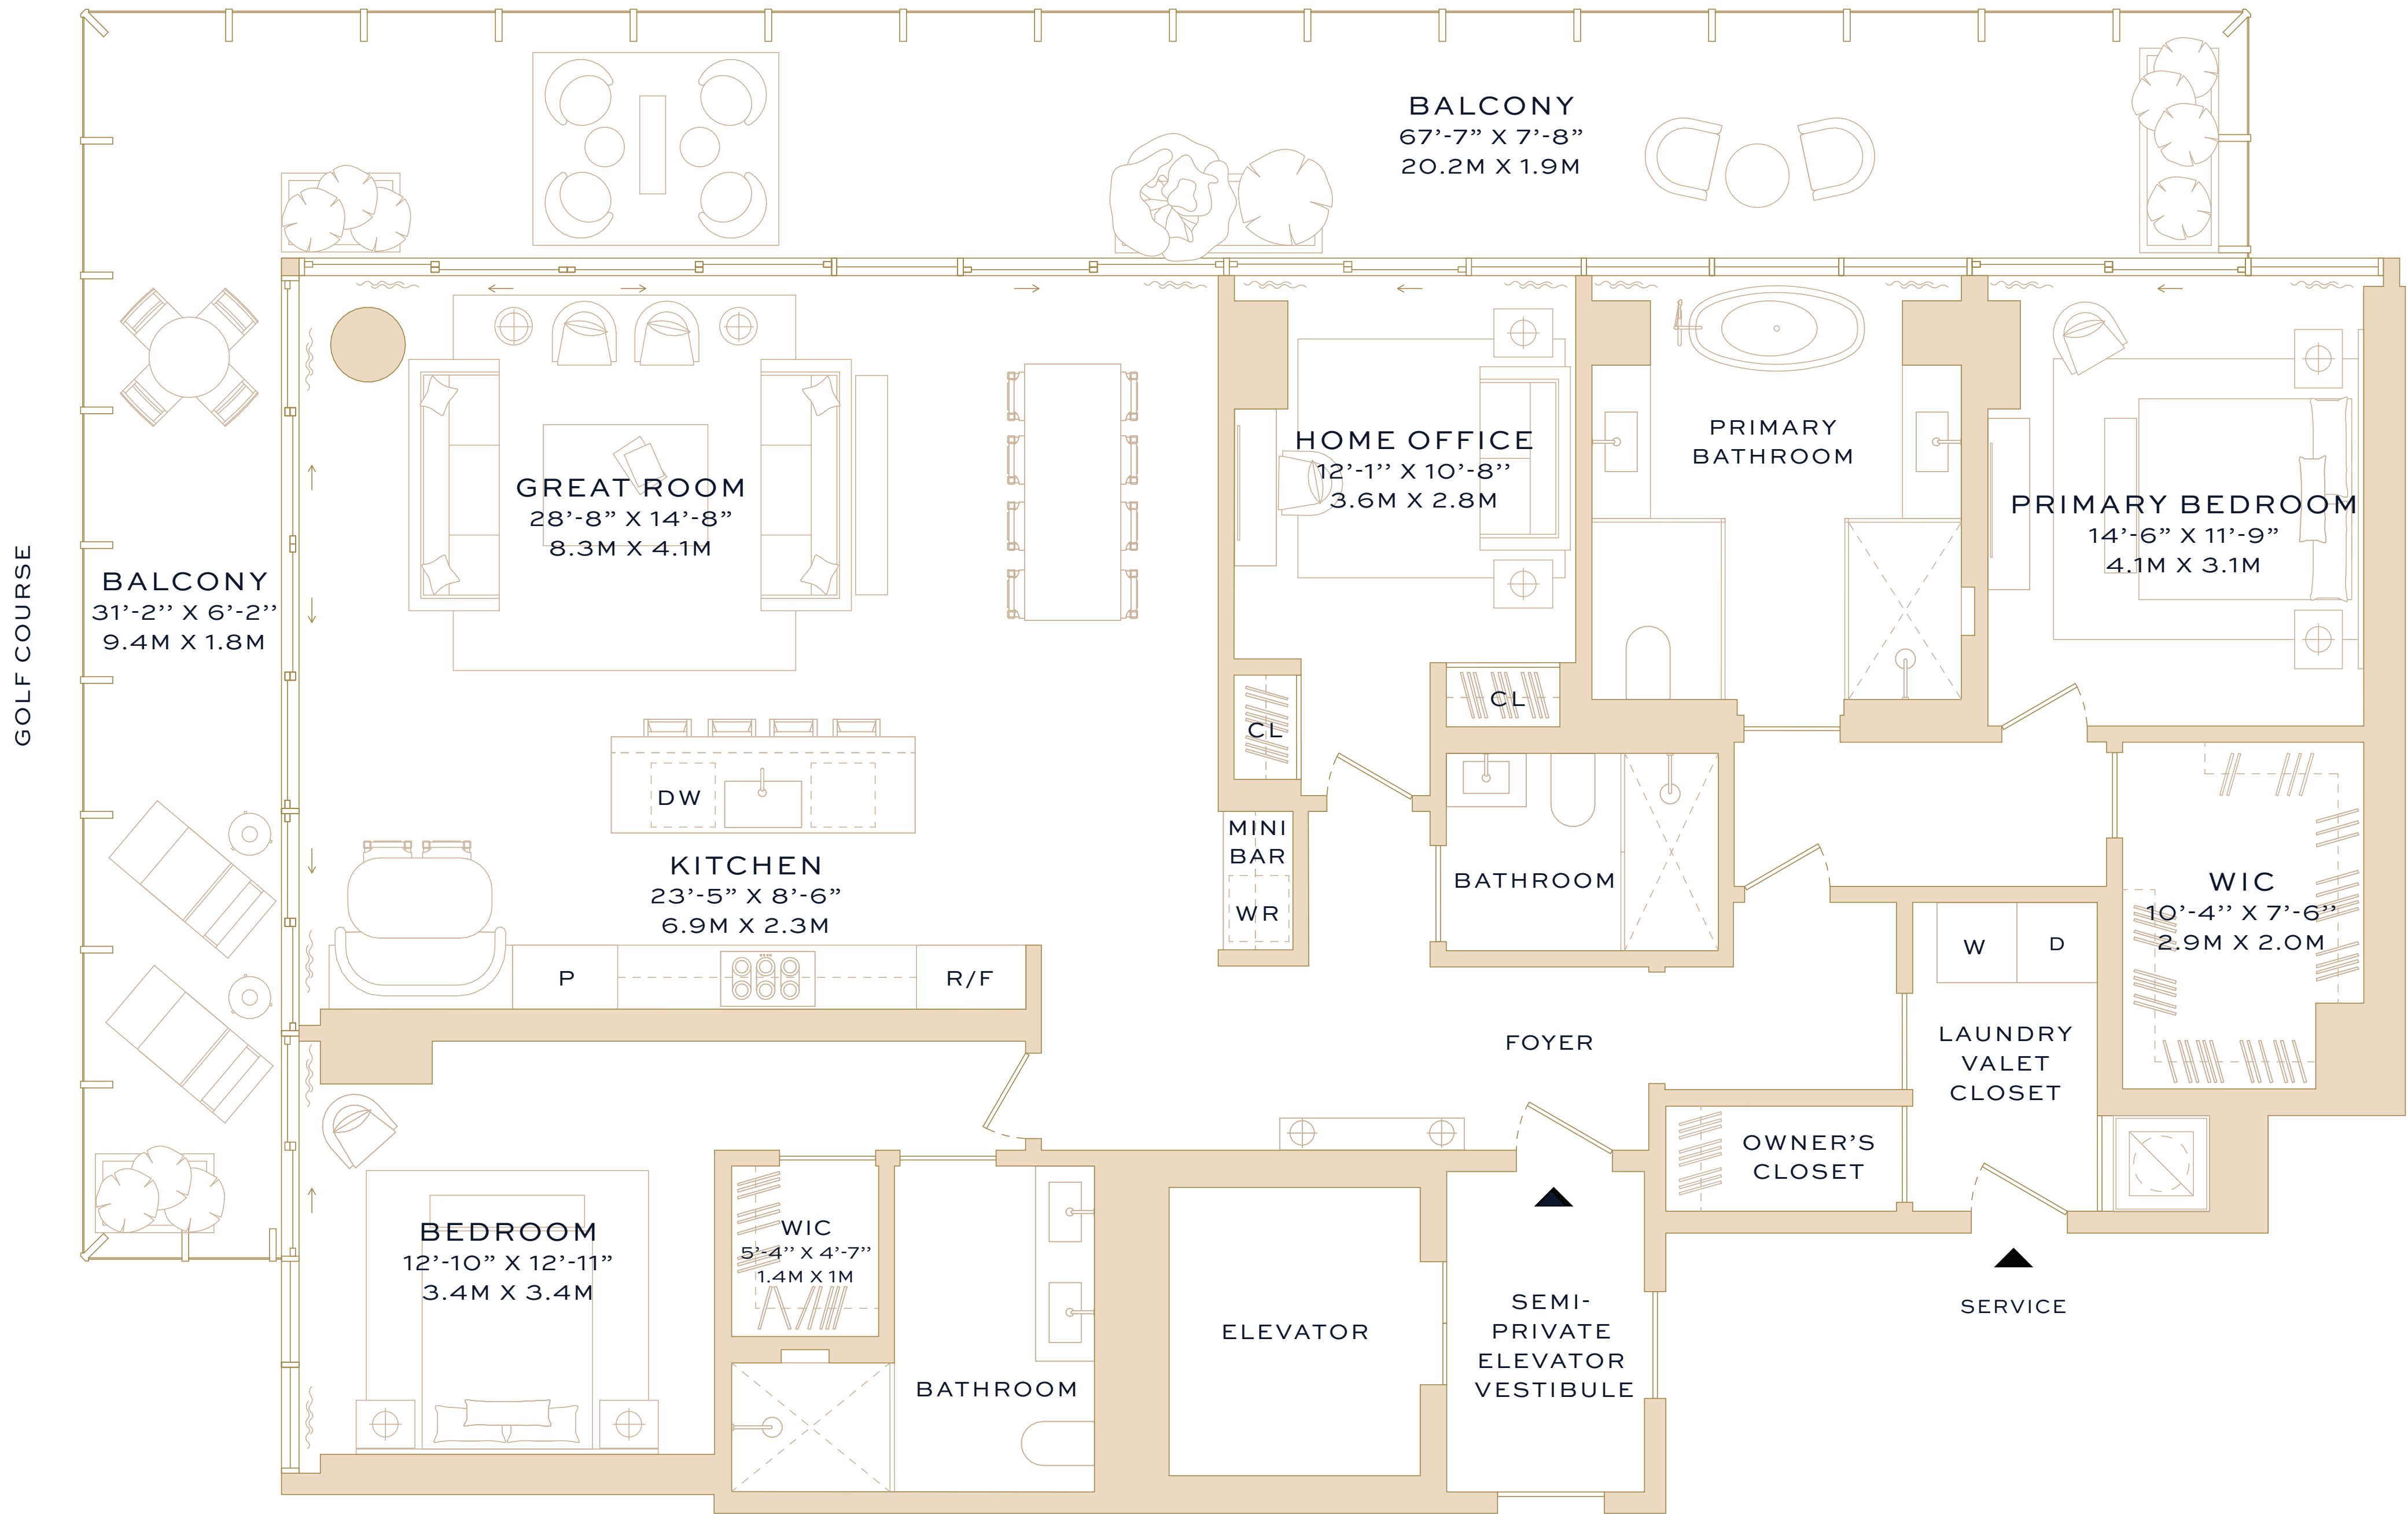 BALCONY
67’-7” X 7’-8”
20.2M X 1.9M
GOLF COURSE
BALCONY
31’-2’’ X 6’-2’’
9.4M X 1.8M
GREAT ROOM
28’-8” X 14’-8”
8.3M X 4.1M
HOME OFFICE
12’-1’’ X 10’-8’’
3.6M X 2.8M
PRIMARY
BATHROOM
PRIMARY BEDROOM
14’-6” X 11’-9”
4.1M X 3.1M
CL
CL
DW
KITCHEN
23’-5” X 8’-6”
6.9M X 2.3M
P
R/F
MINI
BAR
WR
BATHROOM
WIC
10’-4’’ X 7’-6’’
2.9M X 2.0M
W
D
LAUNDRY
VALET
CLOSET
FOYER
OWNER’S
CLOSET
BEDROOM
12’-10” X 12’-11”
3.4M X 3.4M
WIC
5’-4’’ X 4’-7’’
1.4M X 1M
BATHROOM
ELEVATOR
SEMI-
PRIVATE
ELEVATOR
VESTIBULE
SERVICE